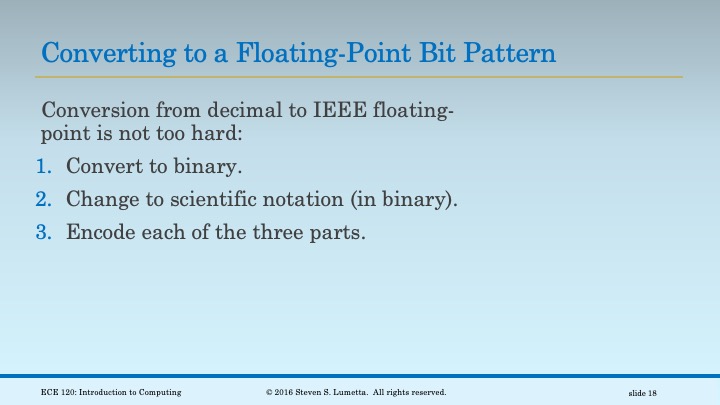 Converting to a Floating-Point Bit Pattern
Conversion from decimal to IEEE floating-
point is not too hard:
1. Convert to binary.
2. Change to scientific notation (in binary).
3. Encode each of the three parts.
ECE 120: Introduction to Computing
© 2016 Steven S. Lumetta. All rights reserved.
slide 18